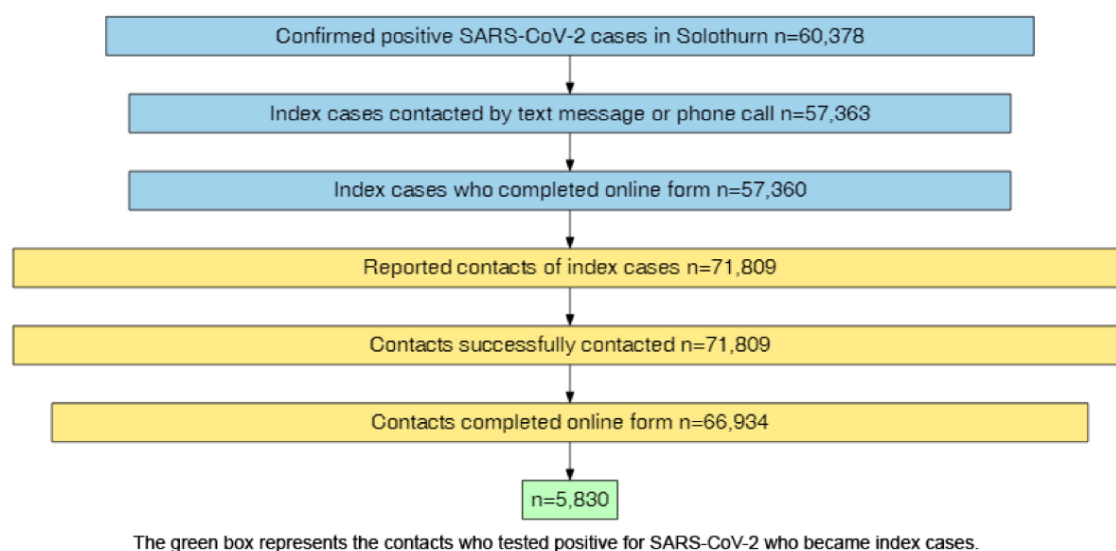 Confirmed positive SARS-CoV-2 cases in Solothurn n=60,378
Index cases contacted by text message or phone call n=57,363
Index cases who completed online form n=57,360
Reported contacts of index cases n=71,809
Contacts successfully contacted n=71,809
Contacts completed online form n=66,934
n=5,830
The green box represents the contacts who tested positive for SARS-CoV-2 who became index cases.